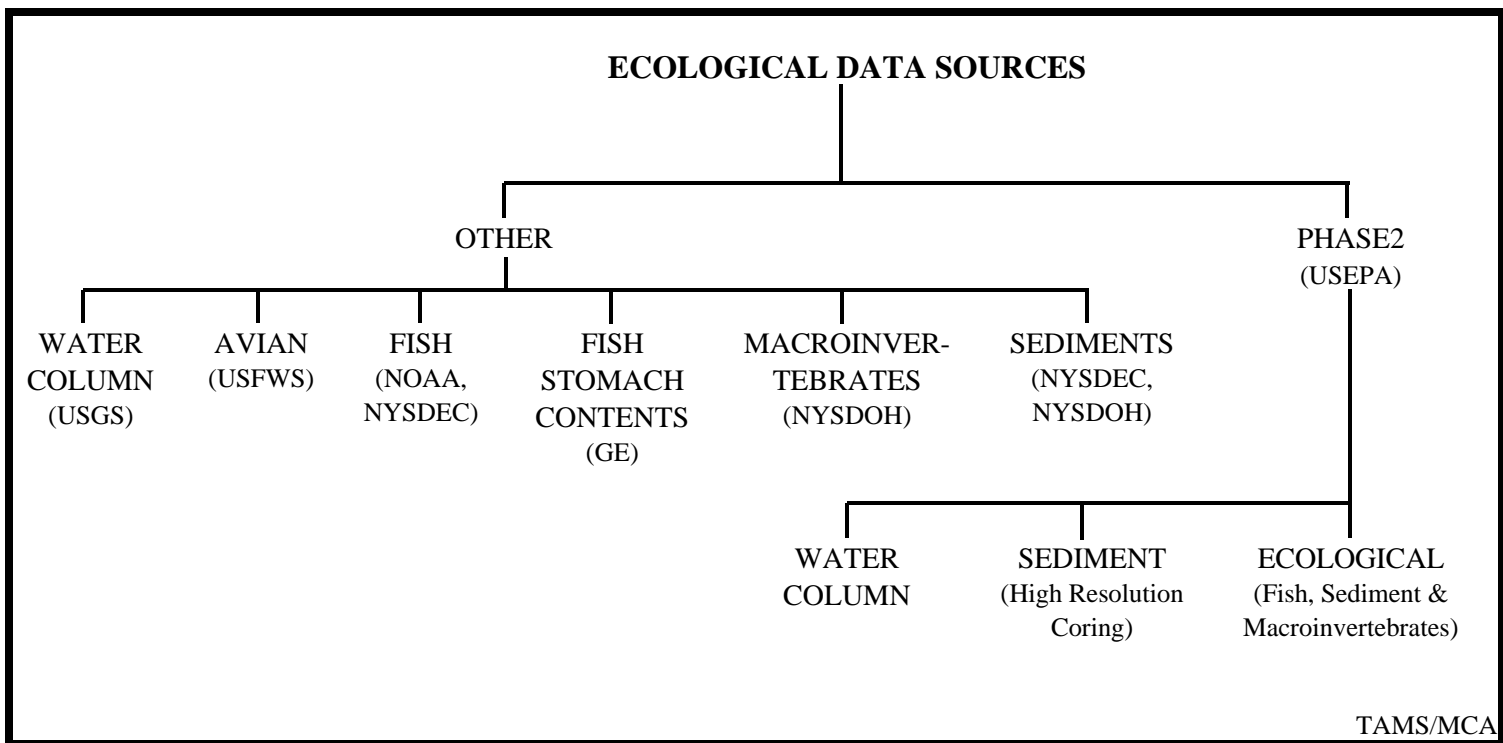 ECOLOGICAL DATA SOURCES
OTHER
PHASE2
(USEPA)
WATER
COLUMN
(USGS)
AVIAN
(USFWS)
FISH
(NOAA,
NYSDEC)
FISH
STOMACH
CONTENTS
(GE)
MACROINVER-
TEBRATES
(NYSDOH)
SEDIMENTS
(NYSDEC,
NYSDOH)
WATER
COLUMN
SEDIMENT
(High Resolution
Coring)
ECOLOGICAL
(Fish, Sediment &
Macroinvertebrates)
TAMS/MCA